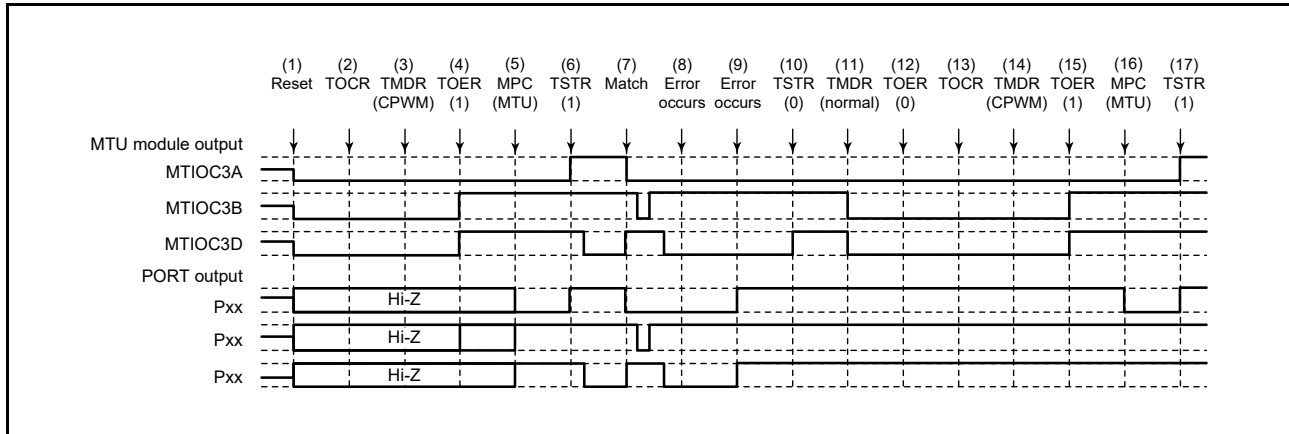 (1) (2) (3) (4) (5) (6) (7) (8) (9) (10) (11) (12) (13) (14) (15) (16) (17)
Reset TOCR TMDR TOER MPC TSTR Match Error Error TSTR TMDR TOER TOCR TMDR TOER MPC TSTR
(CPWM) (1) (MTU) (1) occurs occurs (0) (normal) (0) (CPWM) (1) (MTU) (1)
MTU module output
MTIOC3A
MTIOC3B
MTIOC3D
PORT output
Pxx Hi-Z
Pxx Hi-Z
Pxx Hi-Z